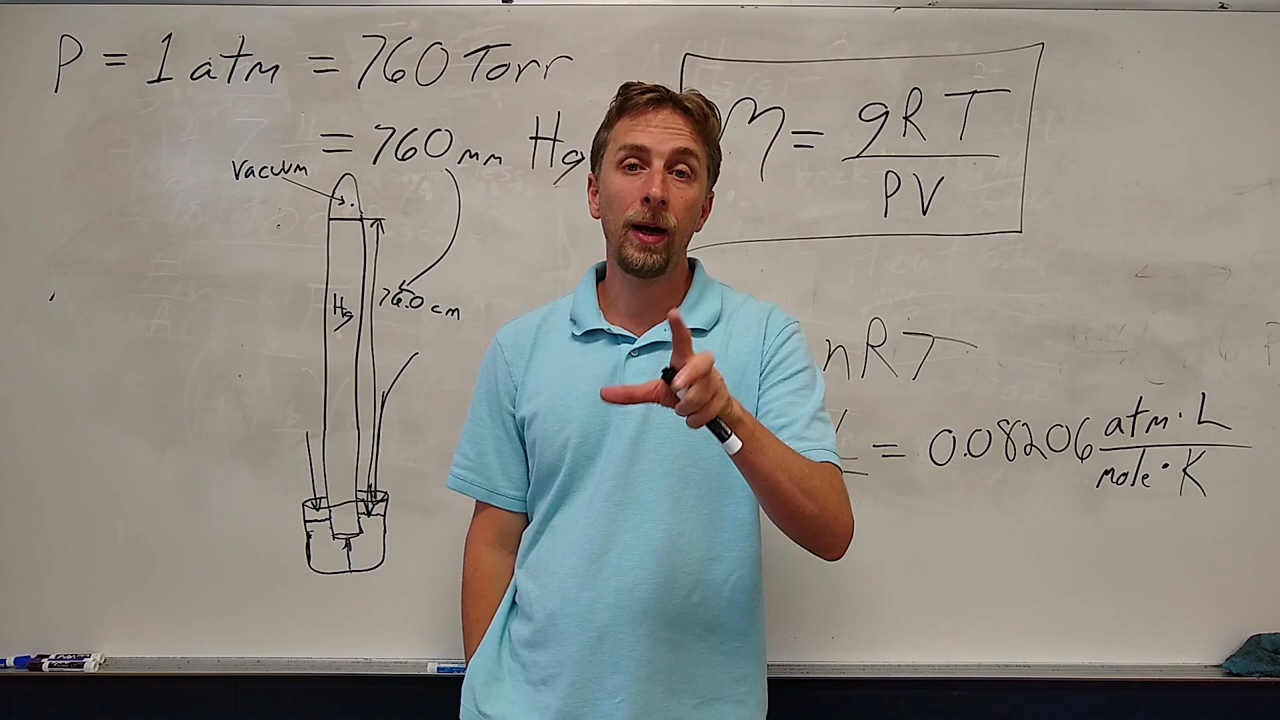 P = 1 atm = 760 Torr
= 760 mm Hg
vacuum
Hg
76.0 cm
M = gRT
PV
nRT
= 0.08206 atm·L
mole·K